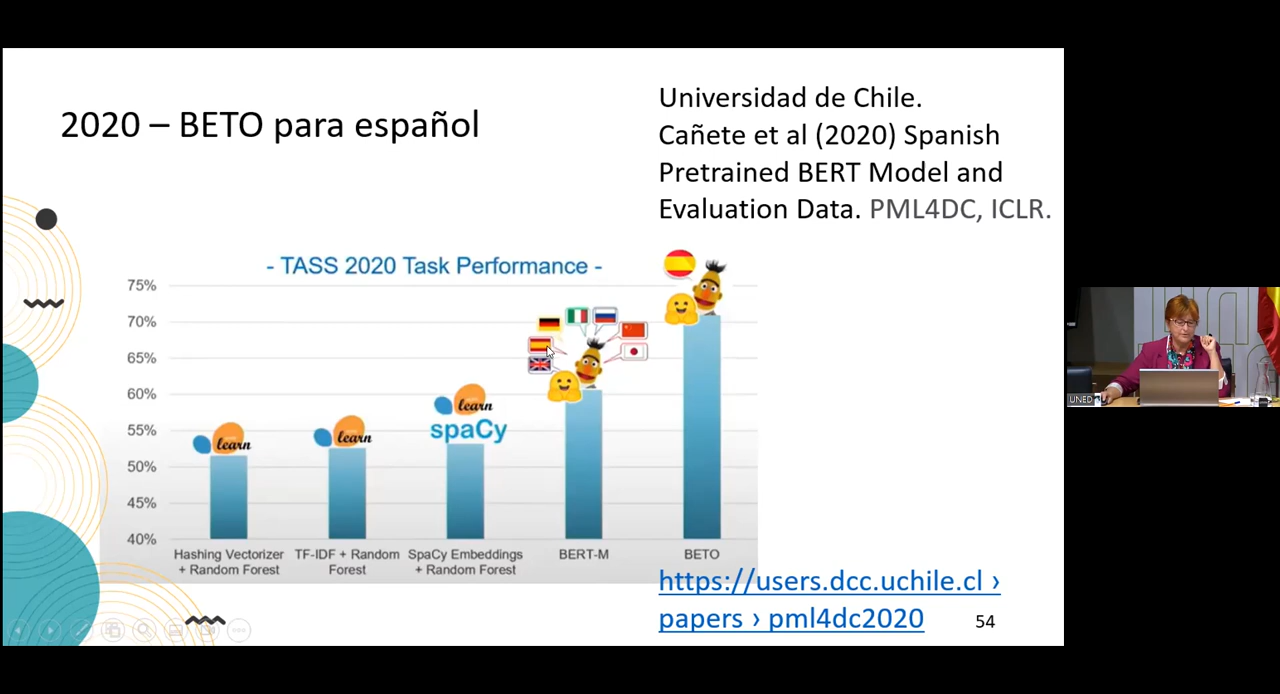 2020 – BETO para español
Universidad de Chile.
Cañete et al (2020) Spanish
Pretrained BERT Model and
Evaluation Data. PML4DC, ICLR.
- TASS 2020 Task Performance -
75%
70%
65%
60%
55%
50%
45%
40%
learn
learn
learn
spaCy
Hashing Vectorizer
+ Random Forest
TF-IDF + Random
Forest
SpaCy Embeddings
+ Random Forest
BERT-M
BETO
https://users.dcc.uchile.cl ›
papers › pml4dc2020
54
UNED